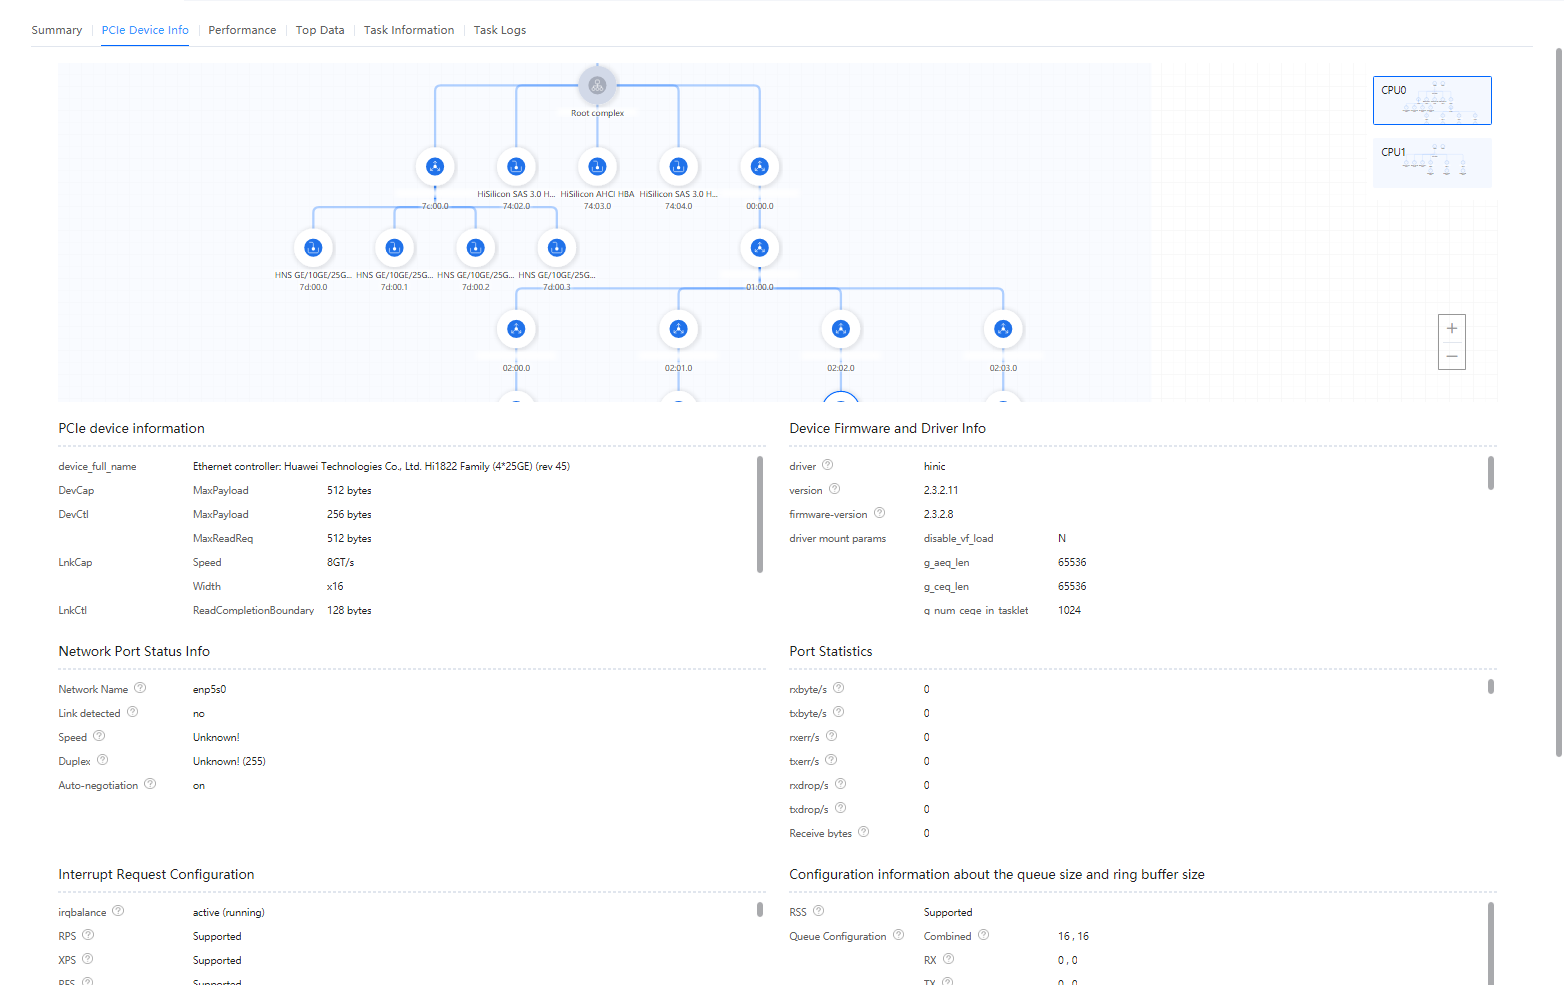 Summary PCIe Device Info Performance Top Data Task Information Task Logs
Root complex
CPU0
CPU1
HiSilicon SAS 3.0 H... HiSilicon AHCI HBA HiSilicon SAS 3.0 H...
7c:00.0 74:02.0 74:03.0 74:04.0 00:00.0
HNS GE/10GE/25G... HNS GE/10GE/25G... HNS GE/10GE/25G... HNS GE/10GE/25G...
7d:00.0 7d:00.1 7d:00.2 7d:00.3 01:00.0
02:00.0 02:01.0 02:02.0 02:03.0
PCIe device information
device_full_name Ethernet controller: Huawei Technologies Co., Ltd. Hi1822 Family (4*25GE) (rev 45)
DevCap MaxPayload 512 bytes
DevCtl MaxPayload 256 bytes
MaxReadReq 512 bytes
LnkCap Speed 8GT/s
Width x16
LnkCtl ReadCompletionBoundary 128 bytes
Device Firmware and Driver Info
driver hinic
version 2.3.2.11
firmware-version 2.3.2.8
driver mount params disable_vf_load N
g_aeq_len 65536
g_ceq_len 65536
g_num_ceqe_in_tasklet 1024
Network Port Status Info
Network Name enp5s0
Link detected no
Speed Unknown!
Duplex Unknown! (255)
Auto-negotiation on
Port Statistics
rxbyte/s 0
txbyte/s 0
rxerr/s 0
txerr/s 0
rxdrop/s 0
txdrop/s 0
Receive bytes 0
Interrupt Request Configuration
irqbalance active (running)
RPS Supported
XPS Supported
RFS Supported
Configuration information about the queue size and ring buffer size
RSS Supported
Queue Configuration Combined 16 , 16
RX 0 , 0
TX 0 , 0